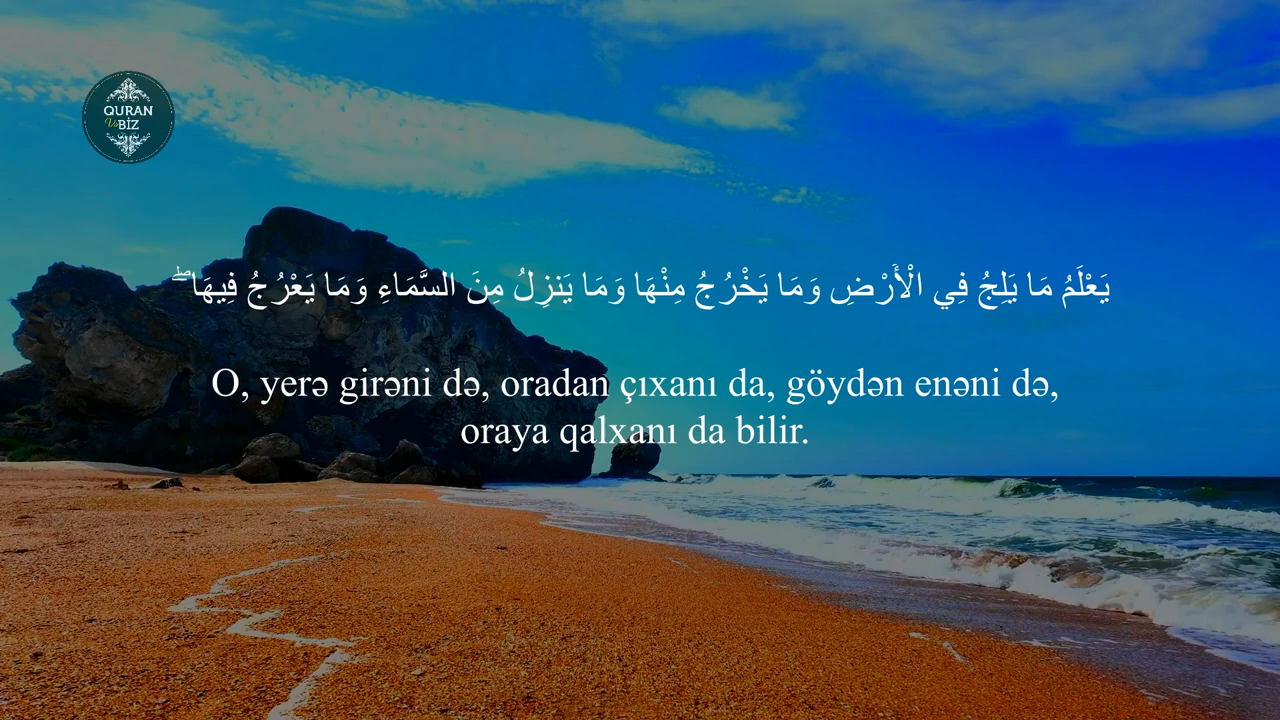 QURAN
Və BİZ
يَعْلَمُ مَا يَلِجُ فِي الْأَرْضِ وَمَا يَخْرُجُ مِنْهَا وَمَا يَنزِلُ مِنَ السَّمَاءِ وَمَا يَعْرُجُ فِيهَا ۖ
O, yerə girəni də, oradan çıxanı da, göydən enəni də,
oraya qalxanı da bilir.